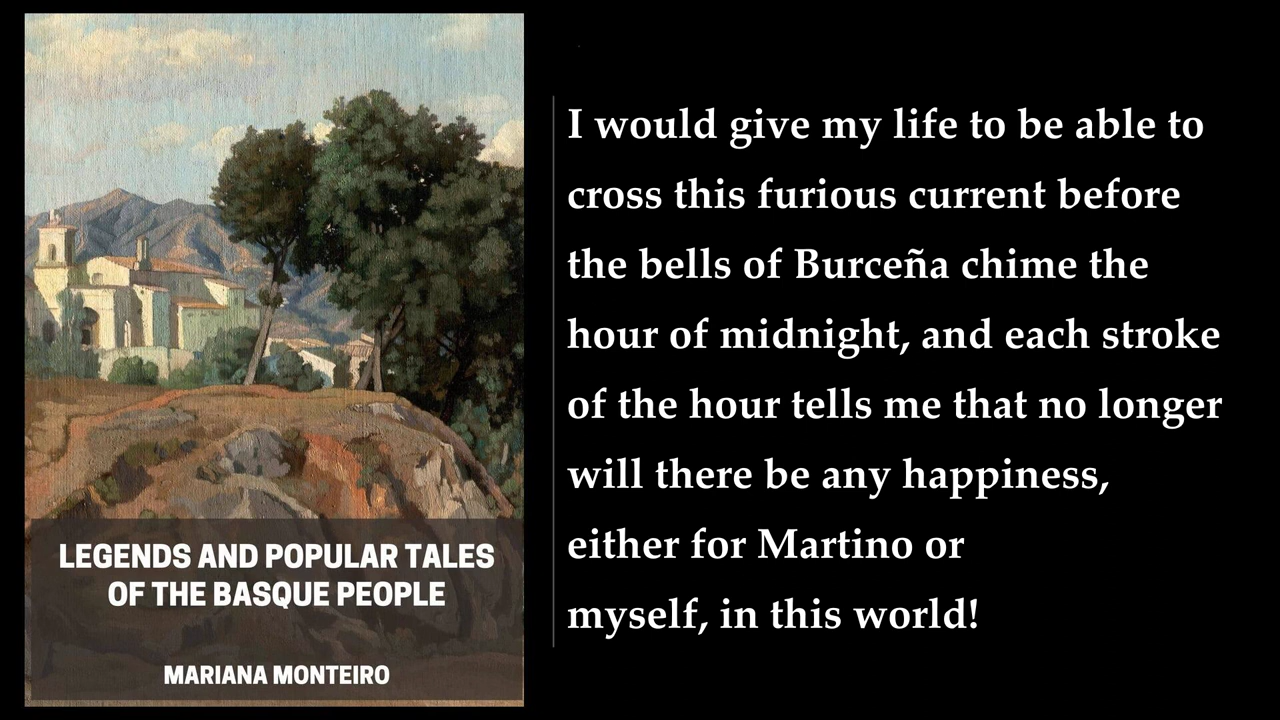 LEGENDS AND POPULAR TALES
OF THE BASQUE PEOPLE
MARIANA MONTEIRO
I would give my life to be able to
cross this furious current before
the bells of Burceña chime the
hour of midnight, and each stroke
of the hour tells me that no longer
will there be any happiness,
either for Martino or
myself, in this world!